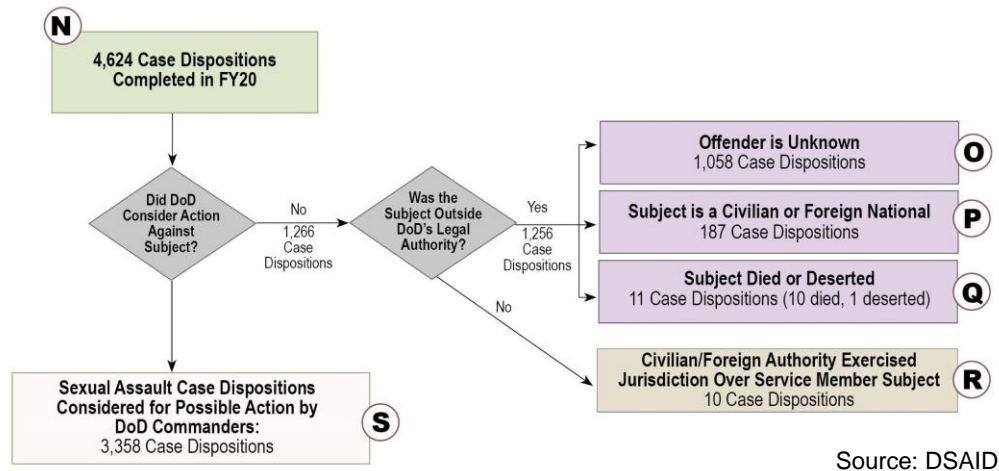 N
4,624 Case Dispositions
Completed in FY20
Did DoD
Consider Action
Against
Subject?
No
1,266
Case
Dispositions
Was the
Subject Outside
DoD's Legal
Authority?
Yes
1,256
Case
Dispositions
No
Offender is Unknown
1,058 Case Dispositions
O
Subject is a Civilian or Foreign National
187 Case Dispositions
P
Subject Died or Deserted
11 Case Dispositions (10 died, 1 deserted)
Q
Civilian/Foreign Authority Exercised
Jurisdiction Over Service Member Subject
10 Case Dispositions
R
Sexual Assault Case Dispositions
Considered for Possible Action by
DoD Commanders:
3,358 Case Dispositions
S
Source: DSAID